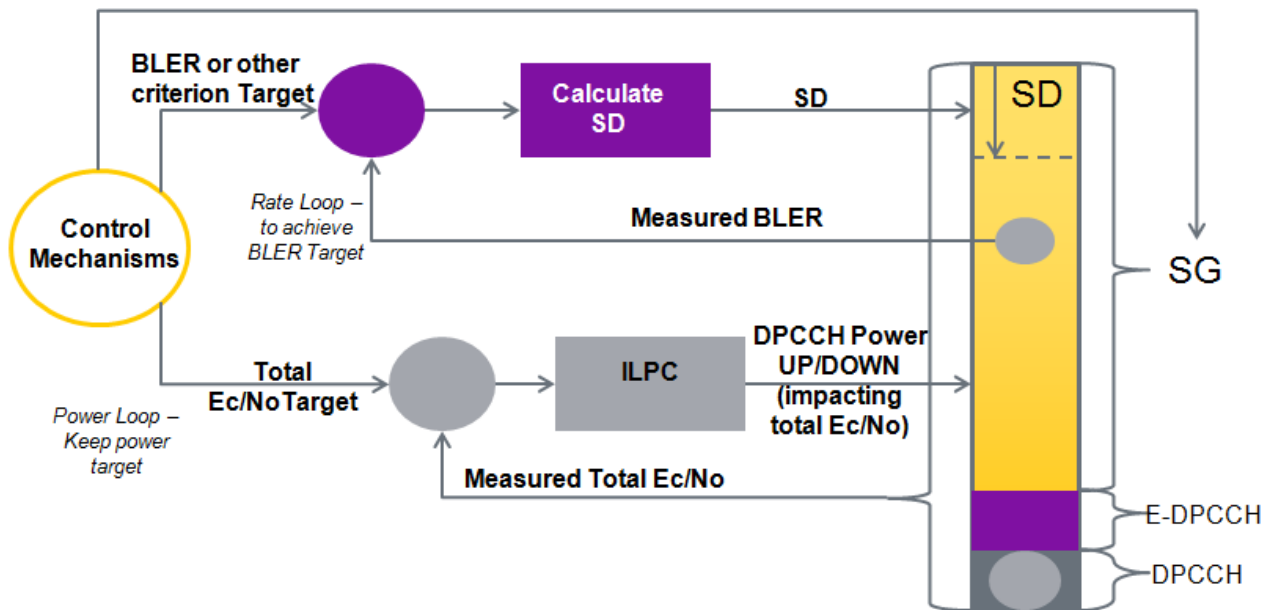 BLER or other
criterion Target
Calculate
SD
SD
SD
Rate Loop –
to achieve
BLER Target
Measured BLER
Control
Mechanisms
SG
Total
Ec/NoTarget
ILPC
DPCCH Power
UP/DOWN
(impacting
total Ec/No)
Power Loop –
Keep power
target
Measured Total Ec/No
E-DPCCH
DPCCH